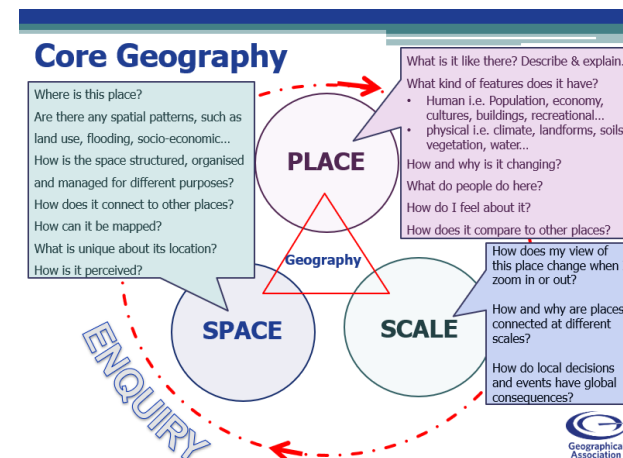 Core Geography
What is it like there? Describe & explain.
What kind of features does it have?
• Human i.e. Population, economy,
cultures, buildings, recreational...
• physical i.e. climate, landforms, soils
vegetation, water...
How and why is it changing?
What do people do here?
How do I feel about it?
How does it compare to other places?
Where is this place?
Are there any spatial patterns, such as
land use, flooding, socio-economic...
How is the space structured, organised
and managed for different purposes?
How does it connect to other places?
How can it be mapped?
What is unique about its location?
How is it perceived?
PLACE
Geography
SPACE
SCALE
How does my view of
this place change when I
zoom in or out?
How and why are places
connected at different
scales?
How do local decisions
and events have global
consequences?
ENQUIRY
Geographical
Association